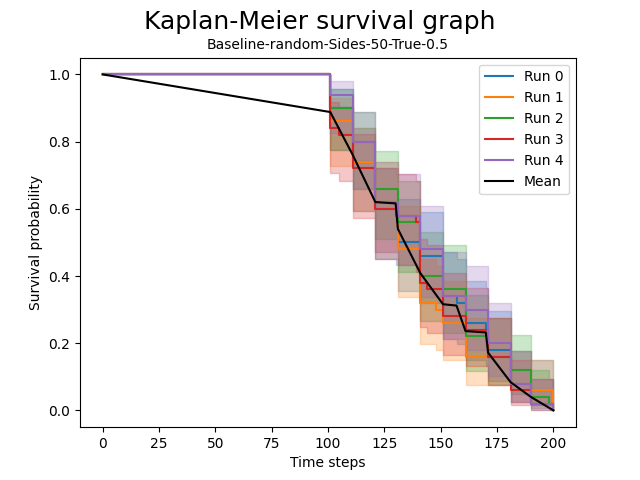 Kaplan-Meier survival graph
Baseline-random-Sides-50-True-0.5
Survival probability
1.0
0.8
0.6
0.4
0.2
0.0
Run 0
Run 1
Run 2
Run 3
Run 4
Mean
0 25 50 75 100 125 150 175 200
Time steps